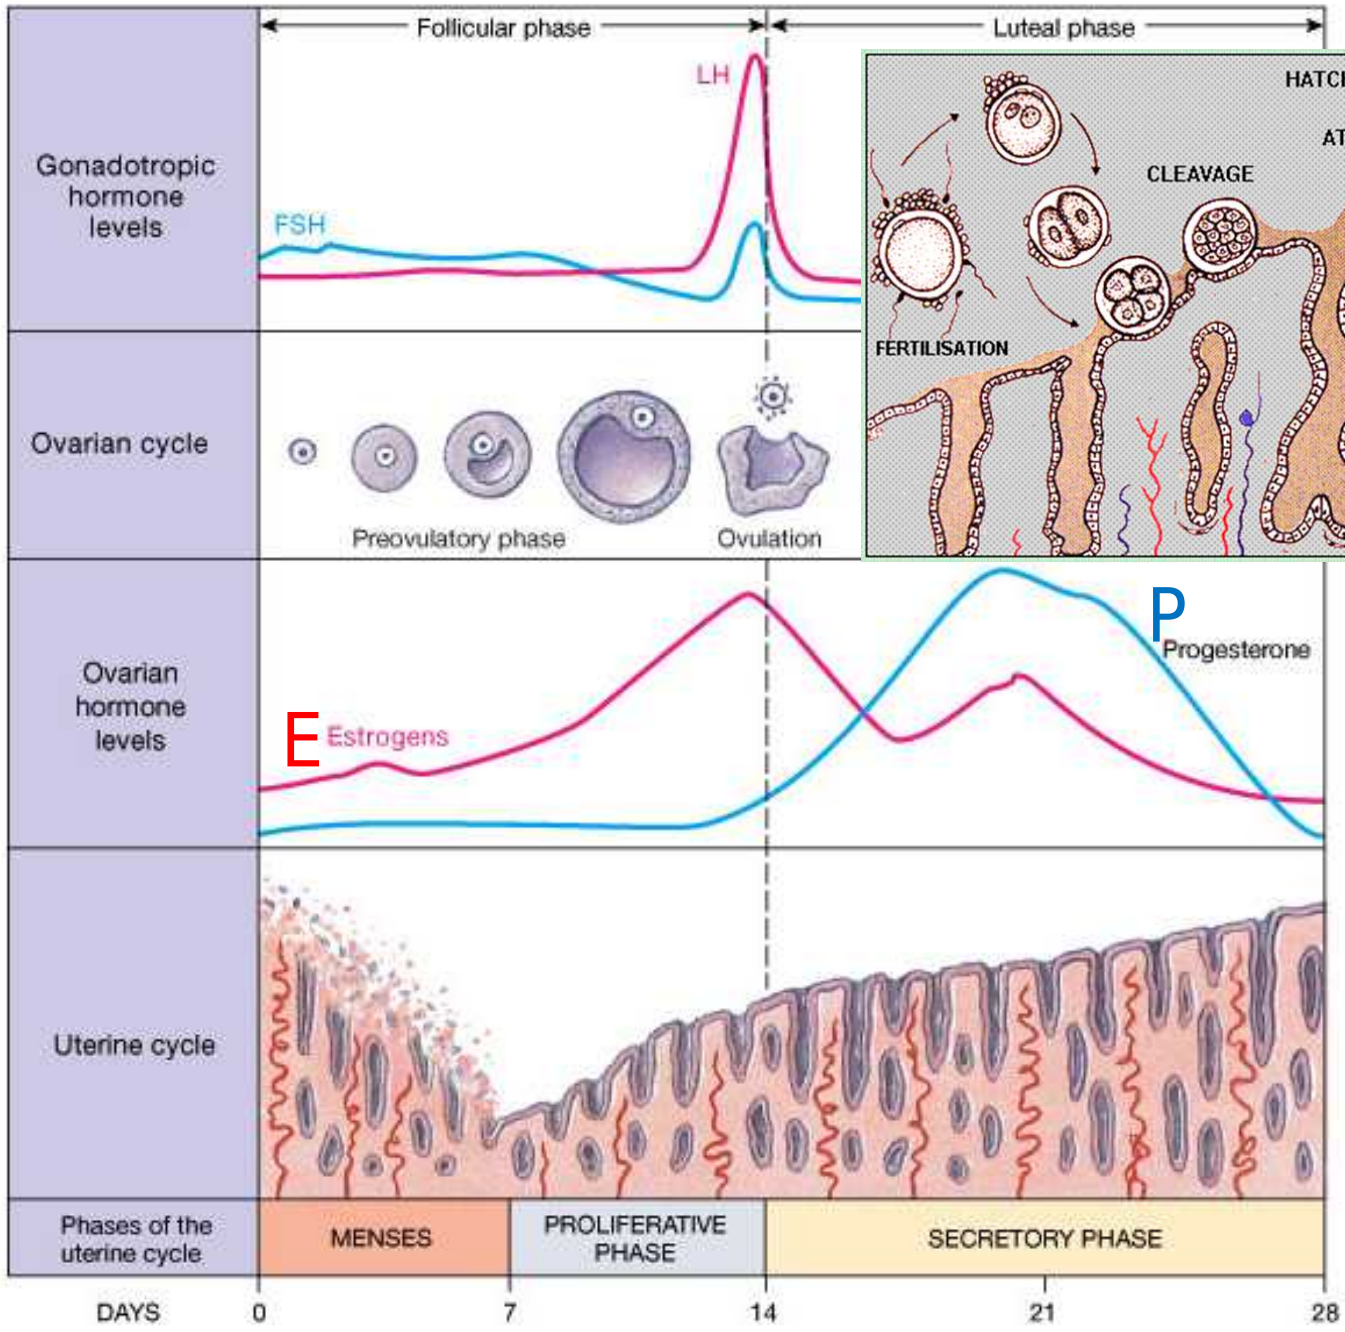 Follicular phase
Luteal phase
Gonadotropic
hormone
levels
LH
FSH
CLEAVAGE
FERTILISATION
Ovarian cycle
Preovulatory phase
Ovulation
Ovarian
hormone
levels
E
Estrogens
P
Progesterone
Uterine cycle
Phases of the
uterine cycle
MENSES
PROLIFERATIVE
PHASE
SECRETORY PHASE
DAYS
0
7
14
21
28